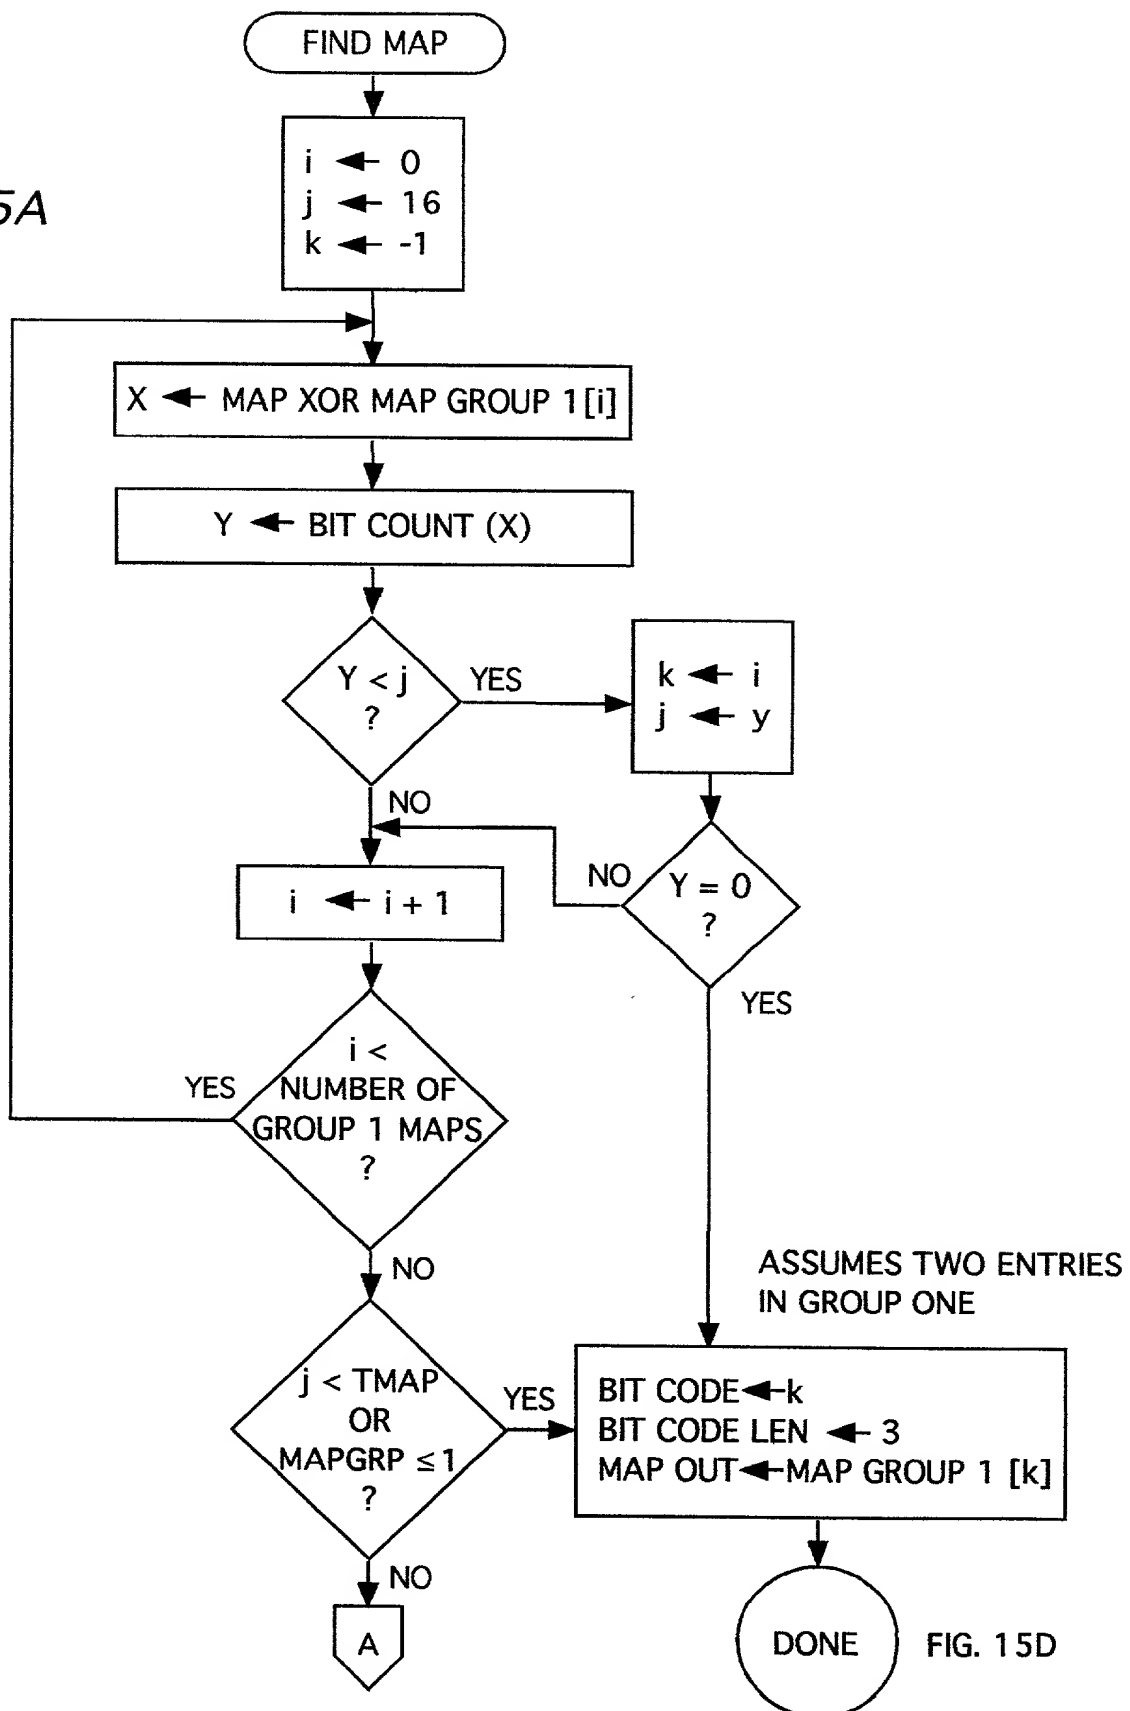 FIND MAP
i ← 0
j ← 16
k ← -1
5A
X ← MAP XOR MAP GROUP 1[i]
Y ← BIT COUNT (X)
Y < j
?
YES
k ← i
j ← y
NO
i ← i + 1
NO
Y = 0
?
YES
i <
NUMBER OF
GROUP 1 MAPS
?
YES
NO
ASSUMES TWO ENTRIES
IN GROUP ONE
j < TMAP
OR
MAPGRP ≤ 1
?
YES
BIT CODE ← k
BIT CODE LEN ← 3
MAP OUT ← MAP GROUP 1 [k]
NO
A
DONE
FIG. 15D